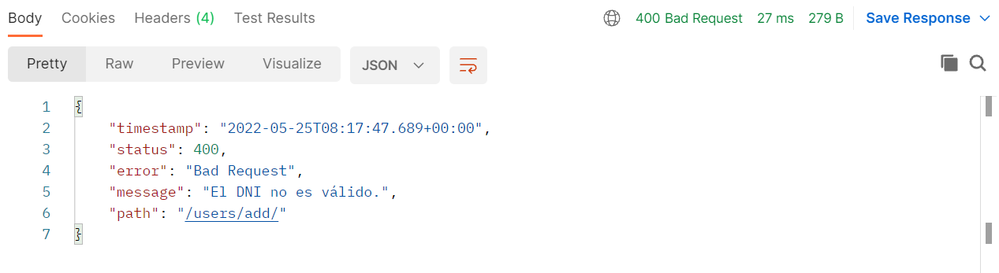 Body Cookies Headers (4) Test Results 400 Bad Request 27 ms 279 B Save Response
Pretty Raw Preview Visualize JSON
1 {
2 "timestamp": "2022-05-25T08:17:47.689+00:00",
3 "status": 400,
4 "error": "Bad Request",
5 "message": "El DNI no es válido.",
6 "path": "/users/add/"
7 }